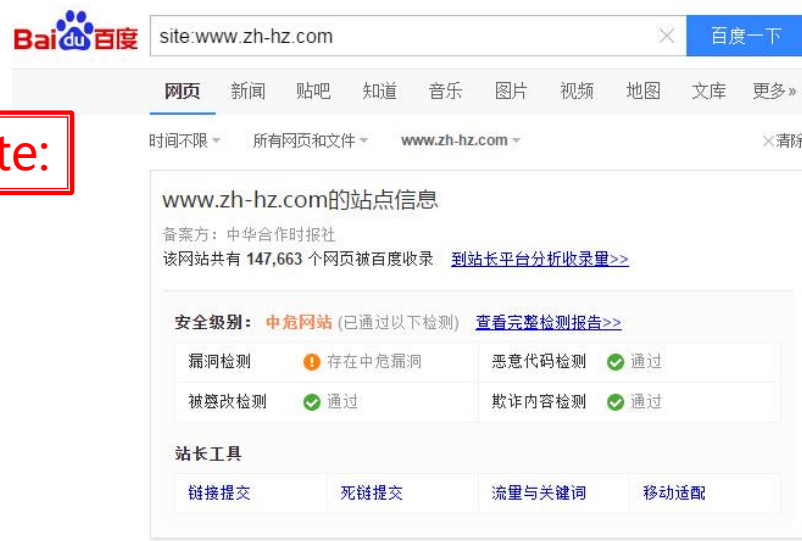 Bai du 百度 site:www.zh-hz.com 百度一下
网页 新闻 贴吧 知道 音乐 图片 视频 地图 文库 更多»
te:
时间不限 所有网页和文件 www.zh-hz.com ×清除
www.zh-hz.com的站点信息
备案方：中华合作时报社
该网站共有 147,663 个网页被百度收录 到站长平台分析收录量>>
安全级别： 中危网站 (已通过以下检测) 查看完整检测报告>>
漏洞检测 存在中危漏洞 恶意代码检测 通过
被篡改检测 通过 欺诈内容检测 通过
站长工具
链接提交 死链提交 流量与关键词 移动适配